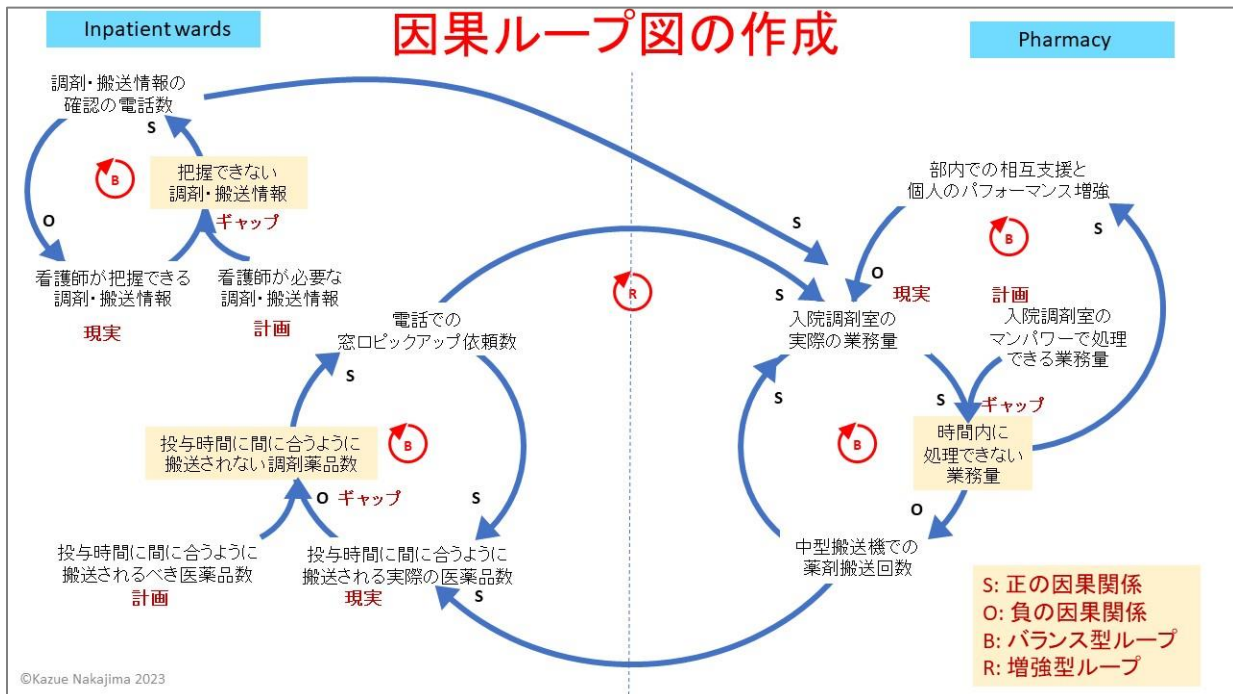 Inpatient wards
因果ループ図の作成
Pharmacy
調剤・搬送情報の
確認の電話数
S
B
把握できない
調剤・搬送情報
O
ギャップ
看護師が把握できる
調剤・搬送情報
現実
看護師が必要な
調剤・搬送情報
計画
電話での
窓口ピックアップ依頼数
S
B
投与時間に間に合うように
搬送されない調剤薬品数
O
ギャップ
S
投与時間に間に合うように
搬送されるべき医薬品数
計画
投与時間に間に合うように
搬送される実際の医薬品数
現実
S
R
S
S
部内での相互支援と
個人のパフォーマンス増強
B
S
O
現実
計画
入院調剤室の
実際の業務量
入院調剤室の
マンパワーで処理
できる業務量
S
S
ギャップ
B
時間内に
処理できない
業務量
O
中型搬送機での
薬剤搬送回数
S: 正の因果関係
O: 負の因果関係
B: バランス型ループ
R: 増強型ループ
©Kazue Nakajima 2023